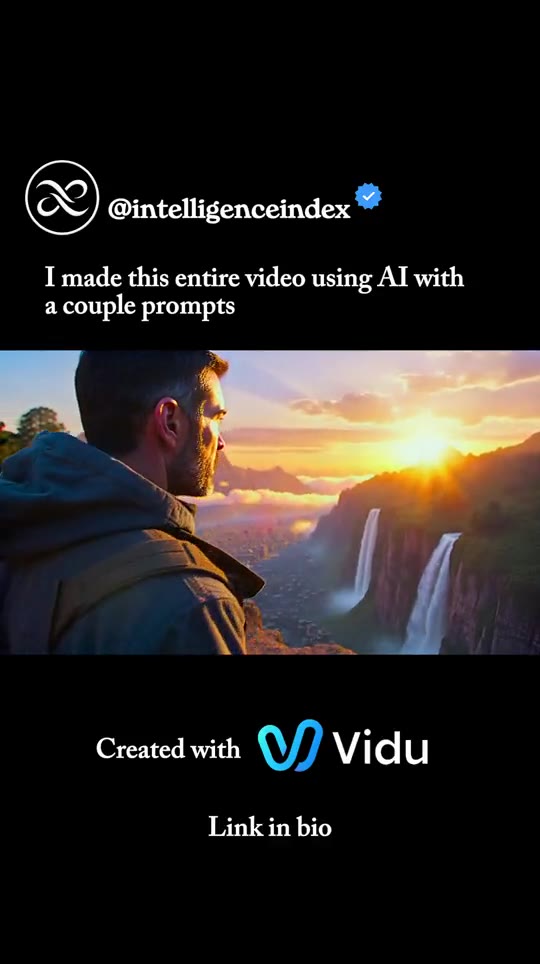 @intelligenceindex
I made this entire video using AI with
a couple prompts
Created with Vidu
Link in bio